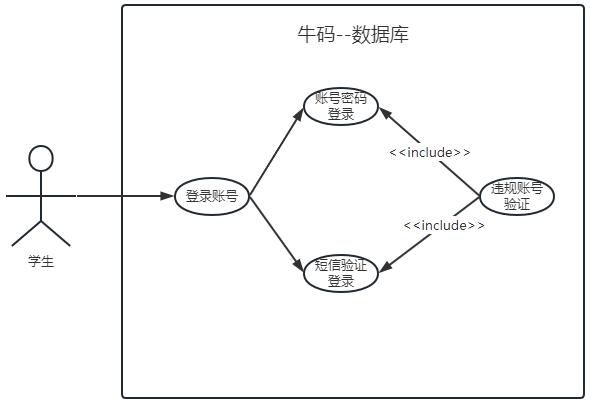 牛码--数据库
账号密码
登录
<<include>>
登录账号
违规账号
验证
<<include>>
学生
短信验证
登录